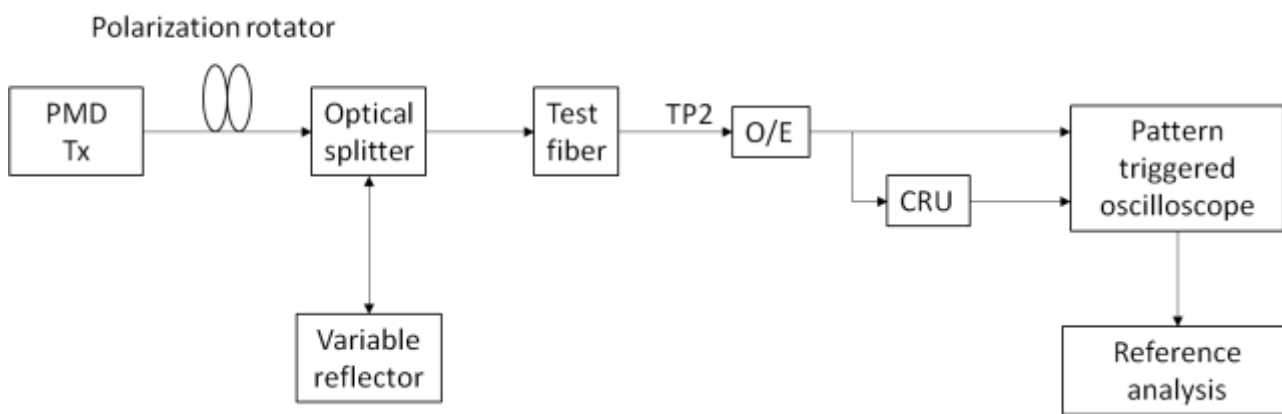 Polarization rotator
PMD
Tx
Optical
splitter
Test
fiber
TP2
O/E
CRU
Pattern
triggered
oscilloscope
Variable
reflector
Reference
analysis